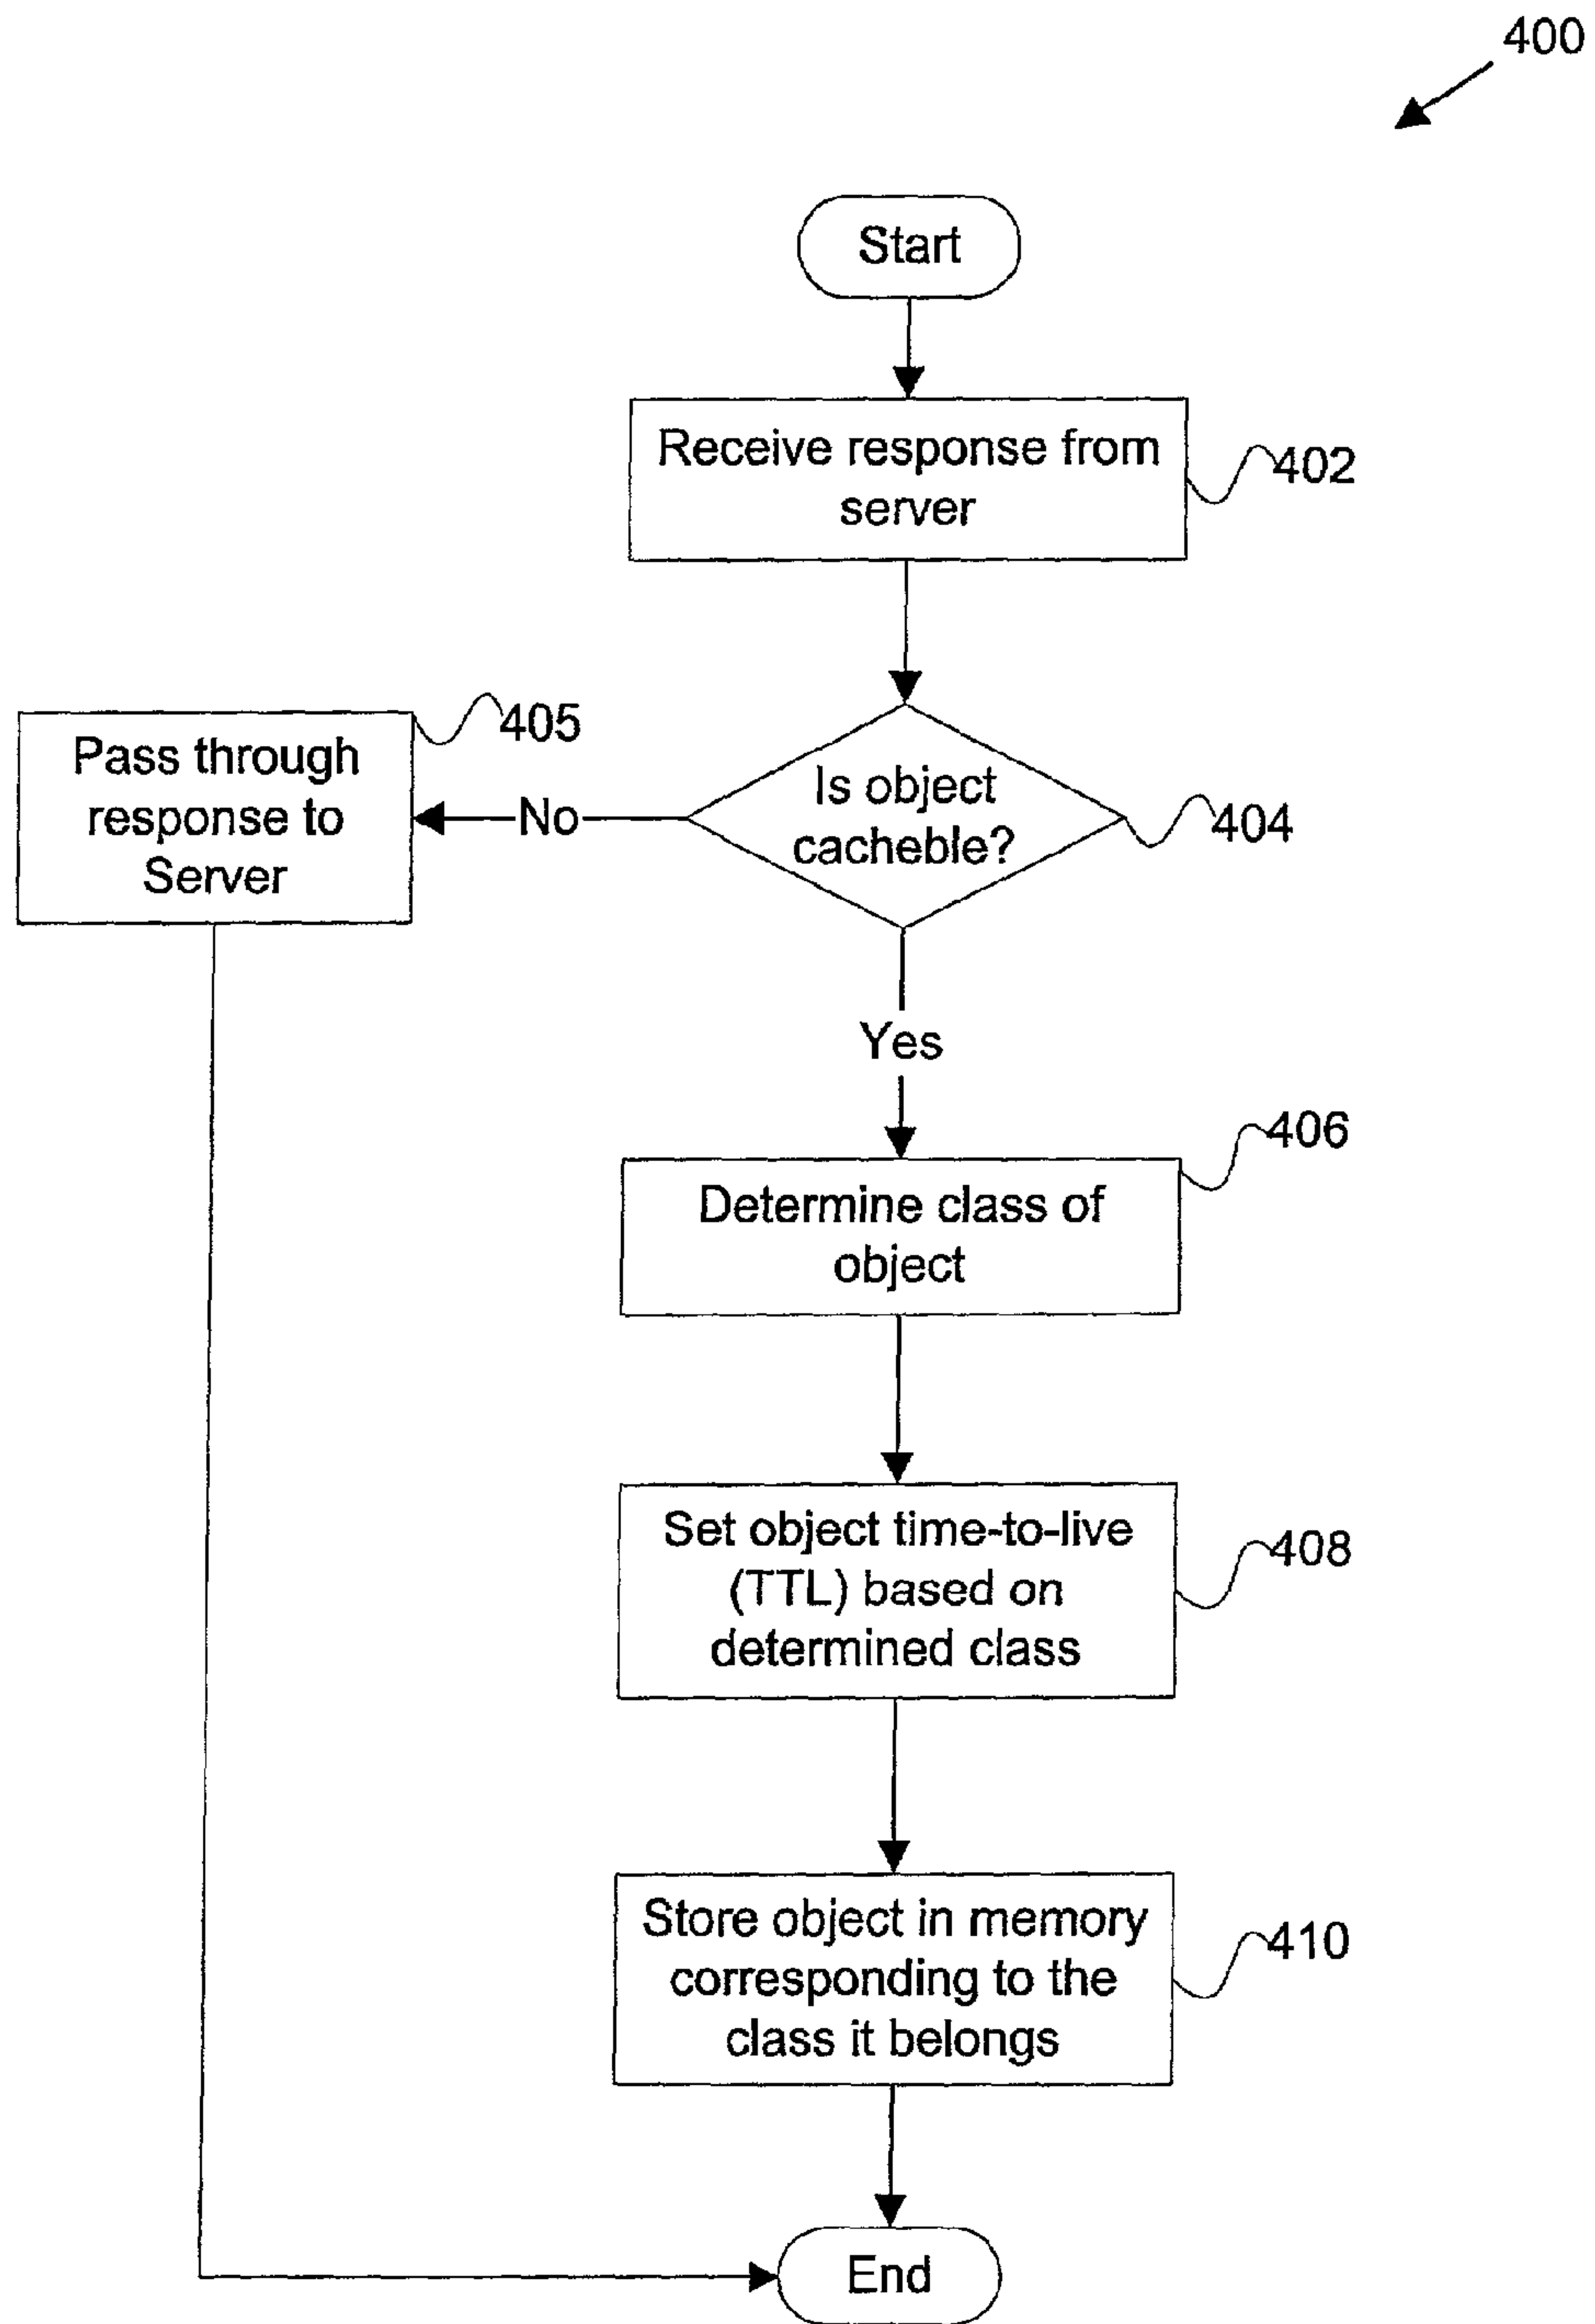 400
Start
Receive response from
server
402
Pass through
response to
Server
405
No
Is object
cacheble?
404
Yes
Determine class of
object
406
Set object time-to-live
(TTL) based on
determined class
408
Store object in memory
corresponding to the
class it belongs
410
End